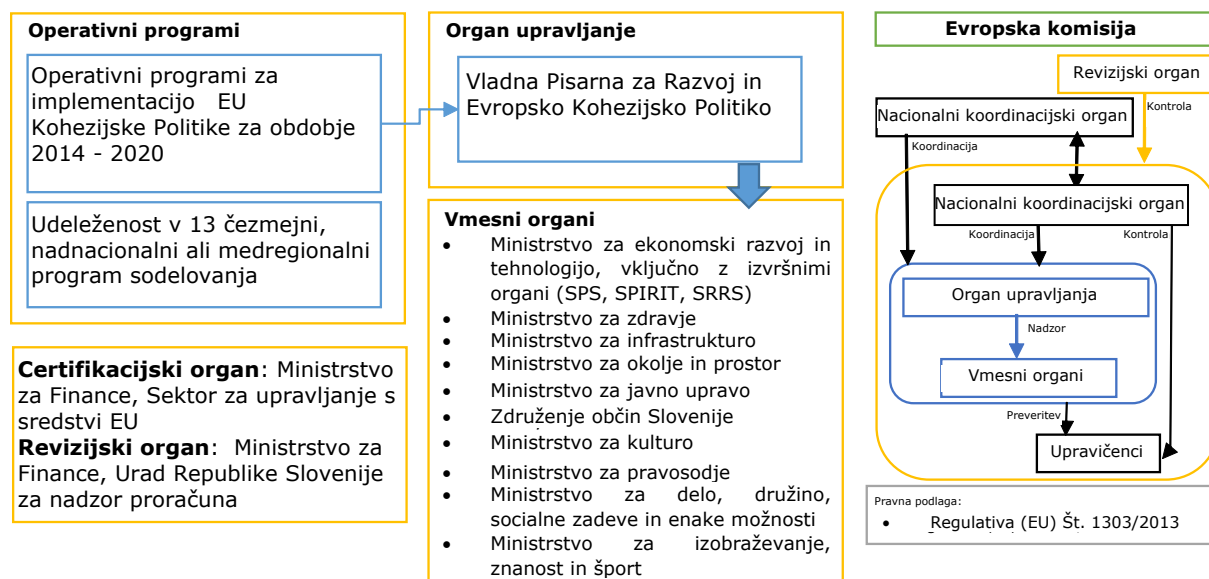 Operativni programi
Operativni programi za
implementacijo EU
Kohezijske Politike za obdobje
2014 - 2020
Udeleženost v 13 čezmejni,
nadnacionalni ali medregionalni
program sodelovanja
Certifikacijski organ: Ministrstvo
za Finance, Sektor za upravljanje s
sredstvi EU
Revizijski organ: Ministrstvo za
Finance, Urad Republike Slovenije
za nadzor proračuna
Organ upravljanje
Vladna Pisarna za Razvoj in
Evropsko Kohezijsko Politiko
Vmesni organi
• Ministrstvo za ekonomski razvoj in
tehnologijo, vključno z izvršnimi
organi (SPS, SPIRIT, SRRS)
• Ministrstvo za zdravje
• Ministrstvo za infrastrukturo
• Ministrstvo za okolje in prostor
• Ministrstvo za javno upravo
• Združenje občin Slovenije
• Ministrstvo za kulturo
• Ministrstvo za pravosodje
• Ministrstvo za delo, družino,
socialne zadeve in enake možnosti
• Ministrstvo za izobraževanje,
znanost in šport
Evropska komisija
Revizijski organ
Kontrola
Nacionalni koordinacijski organ
Koordinacija
Nacionalni koordinacijski organ
Koordinacija
Kontrola
Organ upravljanja
Nadzor
Vmesni organi
Preveritev
Upravičenci
Pravna podlaga:
• Regulativa (EU) Št. 1303/2013